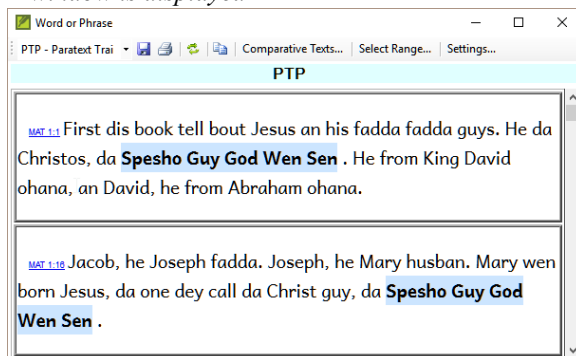 window is displayed
Word or Phrase
PTP - Paratext Trai Comparative Texts... Select Range... Settings...
PTP
MAT 1:1 First dis book tell bout Jesus an his fadda fadda guys. He da
Christos, da Spesho Guy God Wen Sen . He from King David
ohana, an David, he from Abraham ohana.
MAT 1:16 Jacob, he Joseph fadda. Joseph, he Mary husban. Mary wen
born Jesus, da one dey call da Christ guy, da Spesho Guy God
Wen Sen .